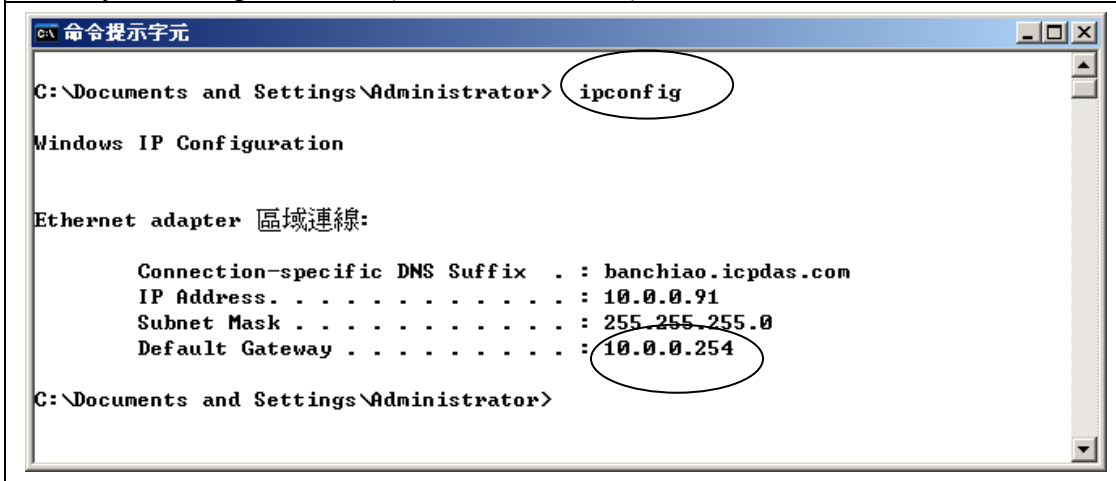 命令提示字元
C:\Documents and Settings\Administrator> ipconfig
Windows IP Configuration
Ethernet adapter 區域連線:
Connection-specific DNS Suffix . : banchiao.icpdas.com
IP Address. . . . . . . . . . . . : 10.0.0.91
Subnet Mask . . . . . . . . . . . : 255.255.255.0
Default Gateway . . . . . . . . . : 10.0.0.254
C:\Documents and Settings\Administrator>